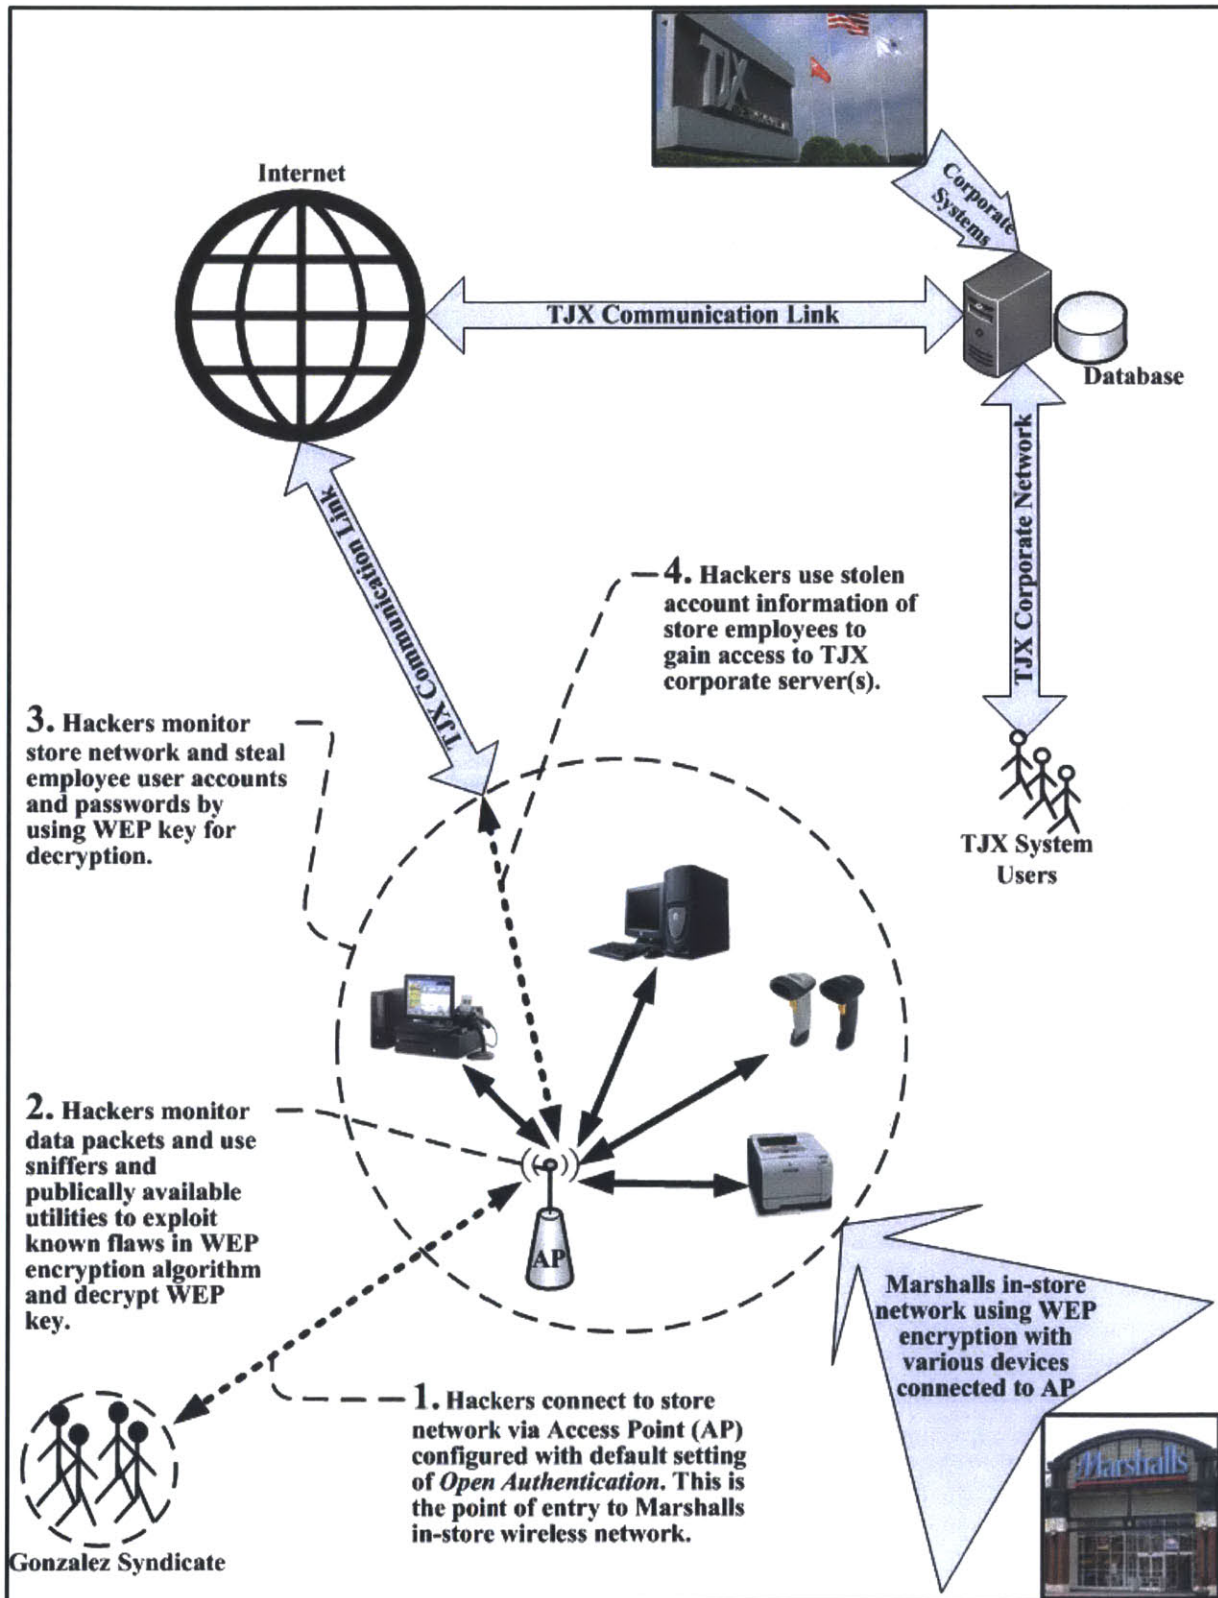 TJX
Internet
Corporate
Systems
TJX Communication Link
Database
TJX Corporate Network
TJX Communication Link
4. Hackers use stolen
account information of
store employees to
gain access to TJX
corporate server(s).
3. Hackers monitor
store network and steal
employee user accounts
and passwords by
using WEP key for
decryption.
TJX System
Users
2. Hackers monitor
data packets and use
sniffers and
publically available
utilities to exploit
known flaws in WEP
encryption algorithm
and decrypt WEP
key.
AP
Marshalls in-store
network using WEP
encryption with
various devices
connected to AP
1. Hackers connect to store
network via Access Point (AP)
configured with default setting
of Open Authentication. This is
the point of entry to Marshalls
in-store wireless network.
Marshalls
Gonzalez Syndicate